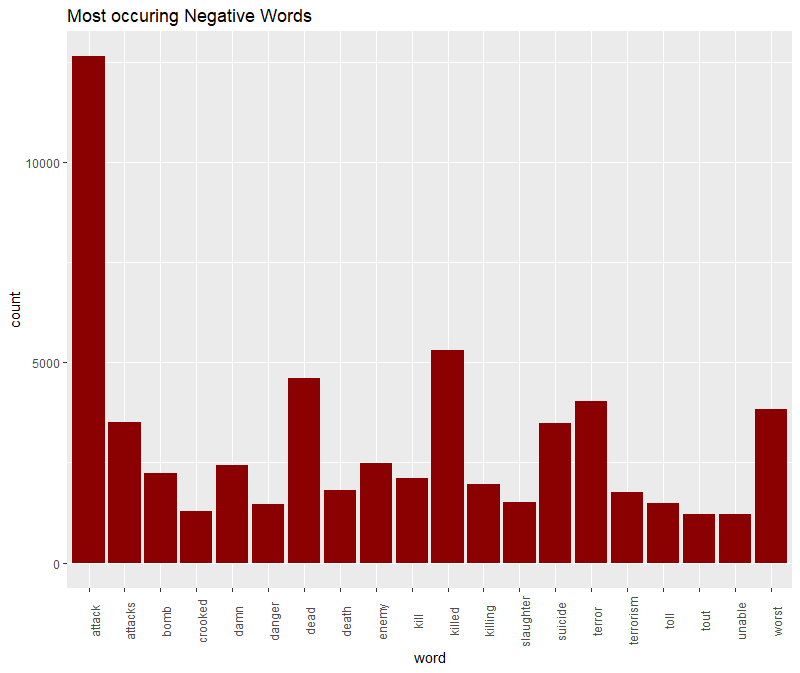 Most occuring Negative Words
10000
5000
0
count
attack
attacks
bomb
crooked
damn
danger
dead
death
enemy
kill
killed
killing
slaughter
suicide
terror
terrorism
toll
tout
unable
worst
word